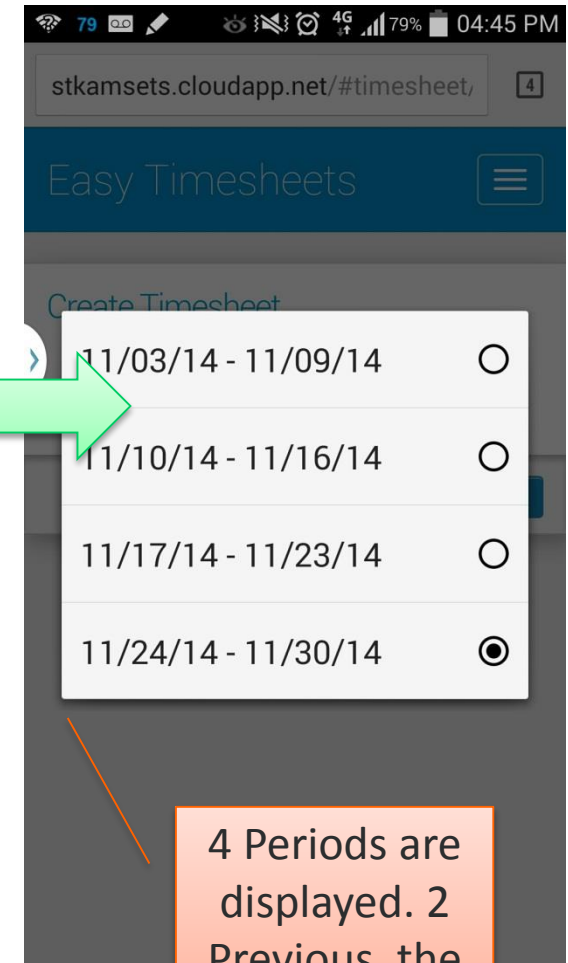 79 4G 79% 04:45 PM
stkamsets.cloudapp.net/#timesheet/ 4
Easy Timesheets
Create Timesheet
11/03/14 - 11/09/14
11/10/14 - 11/16/14
11/17/14 - 11/23/14
11/24/14 - 11/30/14
4 Periods are
displayed. 2
Previous, the